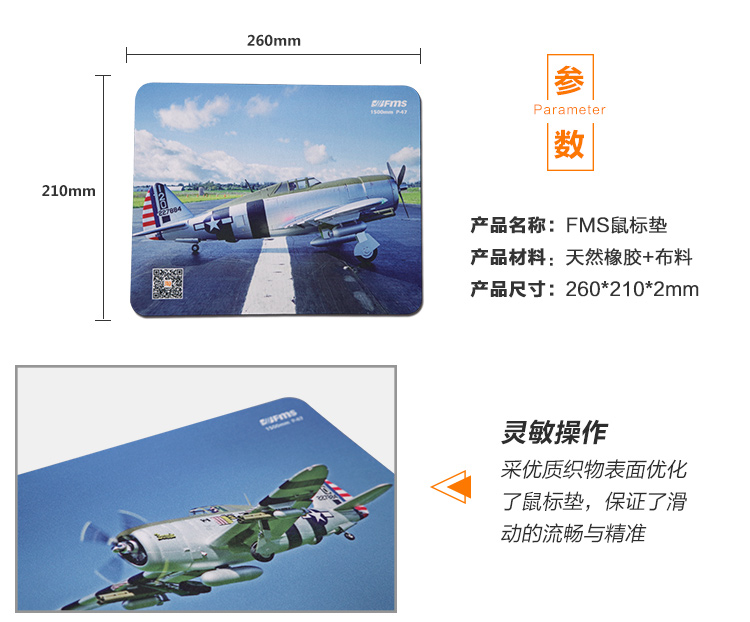 260mm
210mm
FMS
1500mm P-47
120
227884
参
Parameter
数
产品名称：FMS鼠标垫
产品材料：天然橡胶+布料
产品尺寸：260*210*2mm
FMS
1500mm P-47
灵敏操作
采优质织物表面优化
了鼠标垫，保证了滑
动的流畅与精准